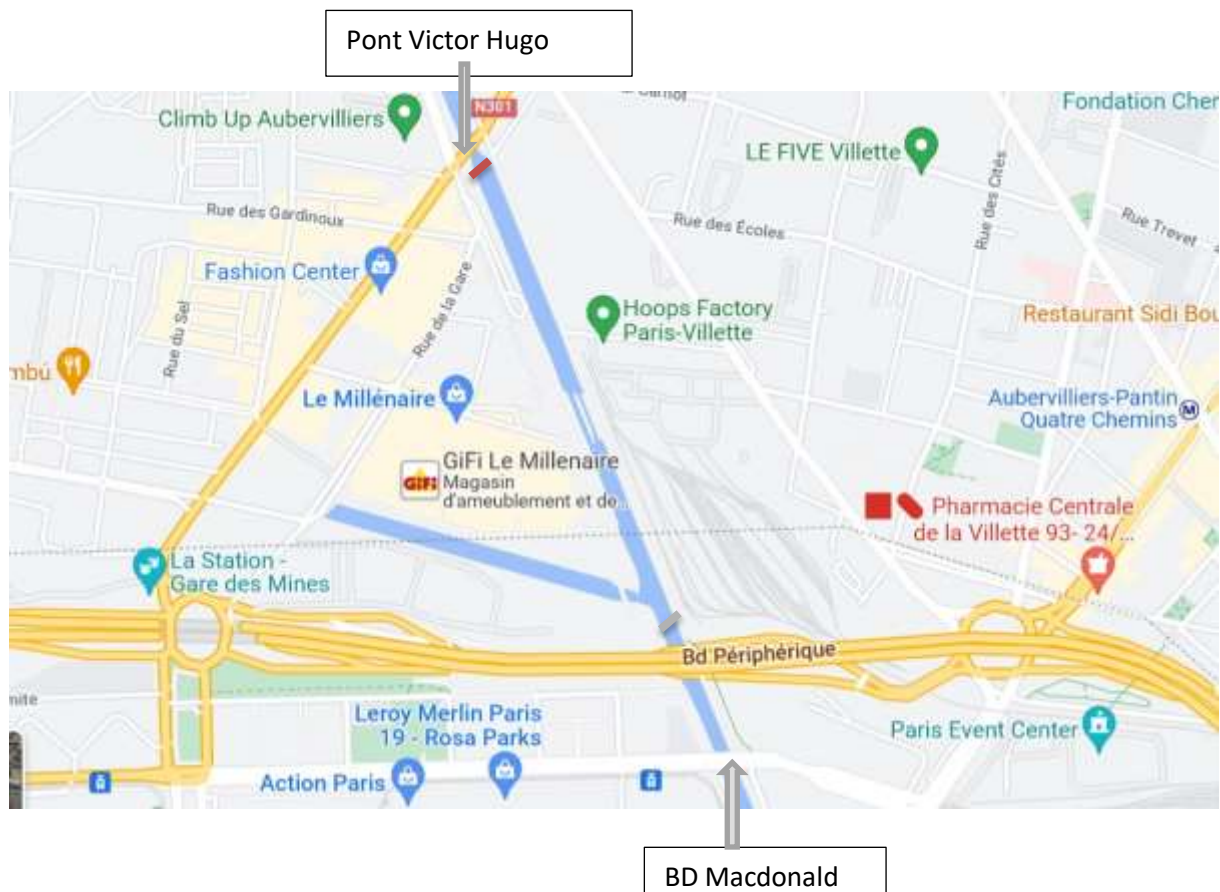 Pont Victor Hugo
N301
Climb Up Aubervilliers
Fondation Cher
LE FIVE Villette
Rue des Cités
Rue Trevet
Rue des Gardinoux
Rue des Écoles
Fashion Center
Rue de la Gare
Rue du Sel
Hoops Factory
Paris-Villette
Restaurant Sidi Bou
mbú
Le Millénaire
Aubervilliers-Pantin
Quatre Chemins
M
GiFi
GiFi Le Millenaire
Magasin
d'ameublement et de...
Pharmacie Centrale
de la Villette 93- 24/...
La Station -
Gare des Mines
Bd Périphérique
mite
Leroy Merlin Paris
19 - Rosa Parks
Paris Event Center
Action Paris
BD Macdonald